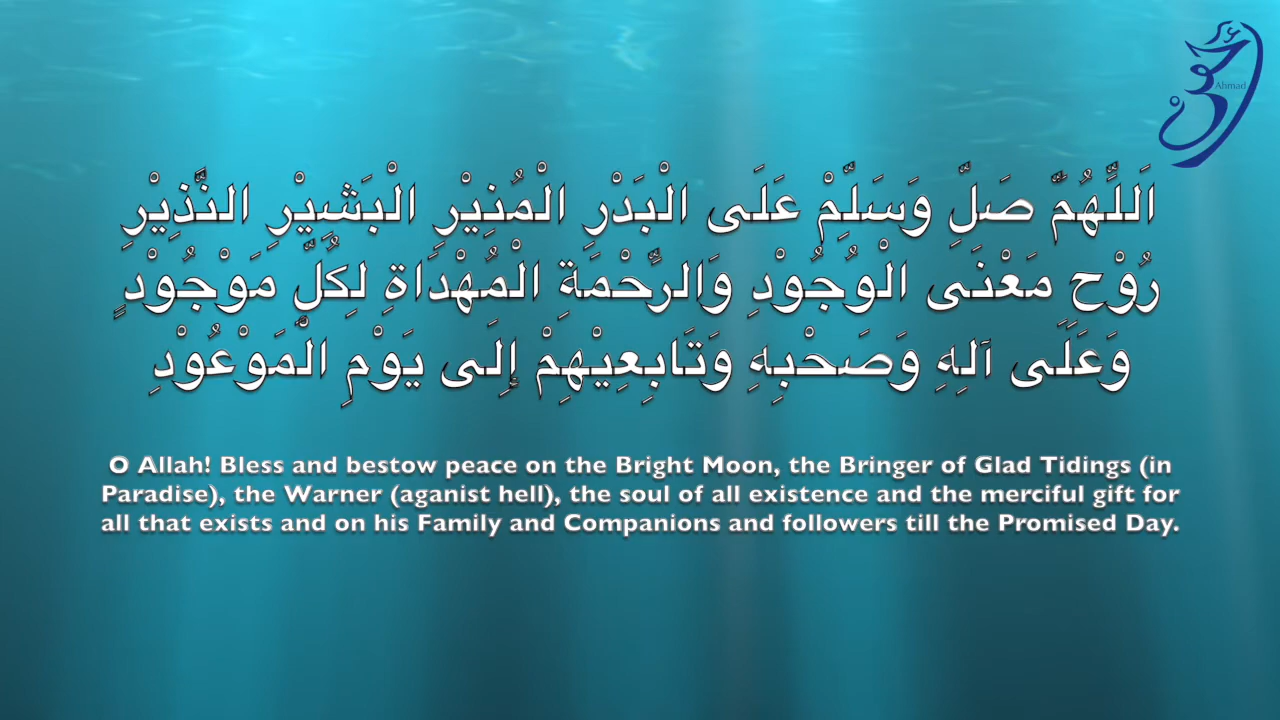 Ahmad
اَللَّهُمَّ صَلِّ وَسَلِّمْ عَلَى الْبَدْرِ الْمُنِيْرِ الْبَشِيْرِ النَّذِيْرِ
رُوْحِ مَعْنَى الْوُجُوْدِ وَالرَّحْمَةِ الْمُهْدَاةِ لِكُلِّ مَوْجُوْدٍ
وَعَلَى آلِهِ وَصَحْبِهِ وَتَابِعِيْهِمْ إِلَى يَوْمِ الْمَوْعُوْدِ
O Allah! Bless and bestow peace on the Bright Moon, the Bringer of Glad Tidings (in
Paradise), the Warner (aganist hell), the soul of all existence and the merciful gift for
all that exists and on his Family and Companions and followers till the Promised Day.